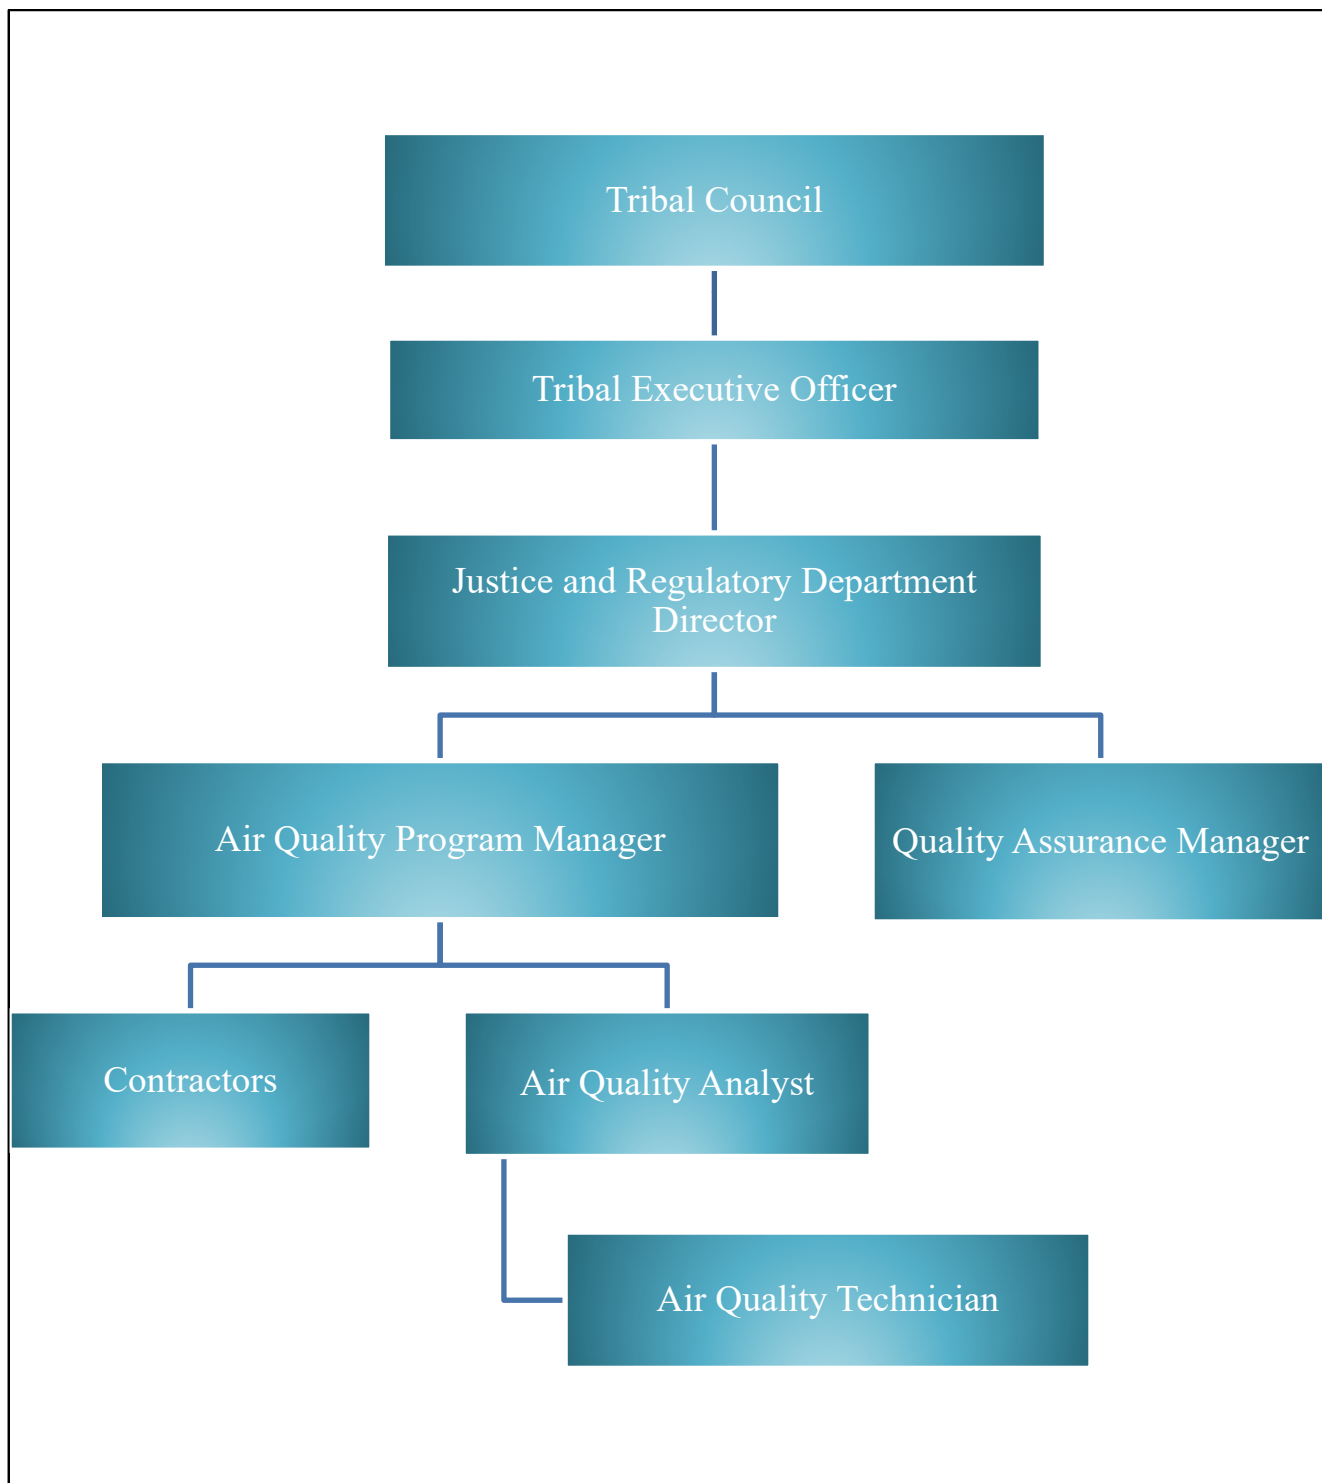 Tribal Council
Tribal Executive Officer
Justice and Regulatory Department
Director
Air Quality Program Manager
Quality Assurance Manager
Contractors
Air Quality Analyst
Air Quality Technician